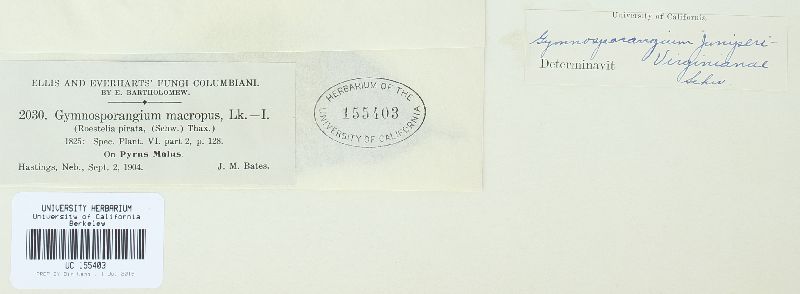 ELLIS AND EVERHARTS' FUNGI COLUMBIANI.
BY E. BARTHOLOMEW.
2030. Gymnosporangium macropus, Lk.—I.
(Roestelia pirata, (Schw.) Thax.)
1825: Spec. Plant. VI. part 2, p. 128.
On Pyrus Malus.
Hastings, Neb., Sept. 2, 1904. J. M. Bates.
HERBARIUM OF THE
155403
UNIVERSITY OF CALIFORNIA
University of California
Gymnosporangium Juniperi-
Determinavit Virginianae
Schw
UNIVERSITY HERBARIUM
University of California
Berkeley
UC 155403